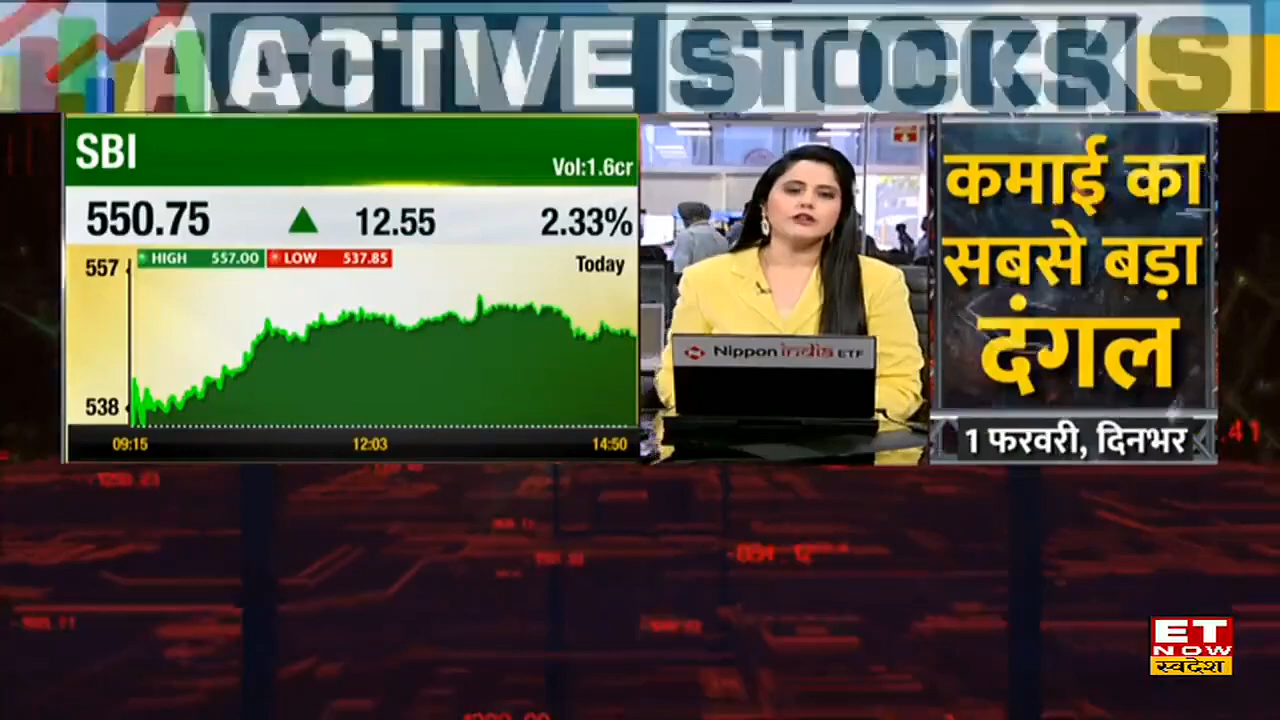 ACTIVE STOCKS
SBI
Vol:1.6cr
550.75 ▲ 12.55 2.33%
HIGH 557.00 LOW 537.85
Today
557
538
09:15 12:03 14:50
Nippon india ETF
कमाई का
सबसे बड़ा
दंगल
1 फरवरी, दिनभर
.41
ET
NOW
स्वदेश